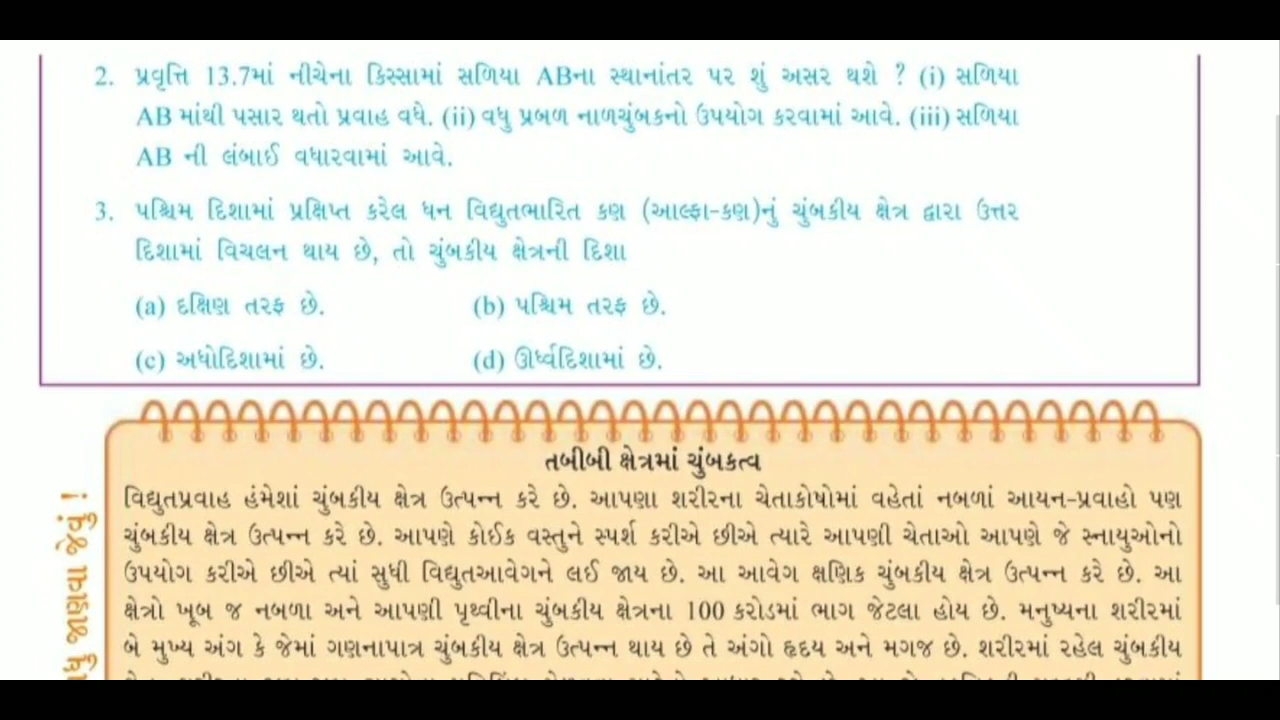 2. પ્રવૃત્તિ 13.7માં નીચેના કિસ્સામાં સળિયા ABના સ્થાનાંતર પર શું અસર થશે ? (i) સળિયા
AB માંથી પસાર થતો પ્રવાહ વધે. (ii) વધુ પ્રબળ નાળચુંબકનો ઉપયોગ કરવામાં આવે. (iii) સળિયા
AB ની લંબાઈ વધારવામાં આવે.
3. પશ્ચિમ દિશામાં પ્રક્ષિપ્ત કરેલ ધન વિદ્યુતભારિત કણ (આલ્ફા-કણ)નું ચુંબકીય ક્ષેત્ર દ્વારા ઉત્તર
દિશામાં વિચલન થાય છે, તો ચુંબકીય ક્ષેત્રની દિશા
(a) દક્ષિણ તરફ છે. (b) પશ્ચિમ તરફ છે.
(c) અધોદિશામાં છે. (d) ઊર્ધ્વદિશામાં છે.
તબીબી ક્ષેત્રમાં ચુંબકત્વ
વિદ્યુતપ્રવાહ હંમેશાં ચુંબકીય ક્ષેત્ર ઉત્પન્ન કરે છે. આપણા શરીરના ચેતાકોષોમાં વહેતાં નબળાં આયન-પ્રવાહો પણ
ચુંબકીય ક્ષેત્ર ઉત્પન્ન કરે છે. આપણે કોઈક વસ્તુને સ્પર્શ કરીએ છીએ ત્યારે આપણી ચેતાઓ આપણે જે સ્નાયુઓનો
ઉપયોગ કરીએ છીએ ત્યાં સુધી વિદ્યુતઆવેગને લઈ જાય છે. આ આવેગ ક્ષણિક ચુંબકીય ક્ષેત્ર ઉત્પન્ન કરે છે. આ
ક્ષેત્રો ખૂબ જ નબળા અને આપણી પૃથ્વીના ચુંબકીય ક્ષેત્રના 100 કરોડમાં ભાગ જેટલા હોય છે. મનુષ્યના શરીરમાં
બે મુખ્ય અંગ કે જેમાં ગણનાપાત્ર ચુંબકીય ક્ષેત્ર ઉત્પન્ન થાય છે તે અંગો હૃદય અને મગજ છે. શરીરમાં રહેલ ચુંબકીય